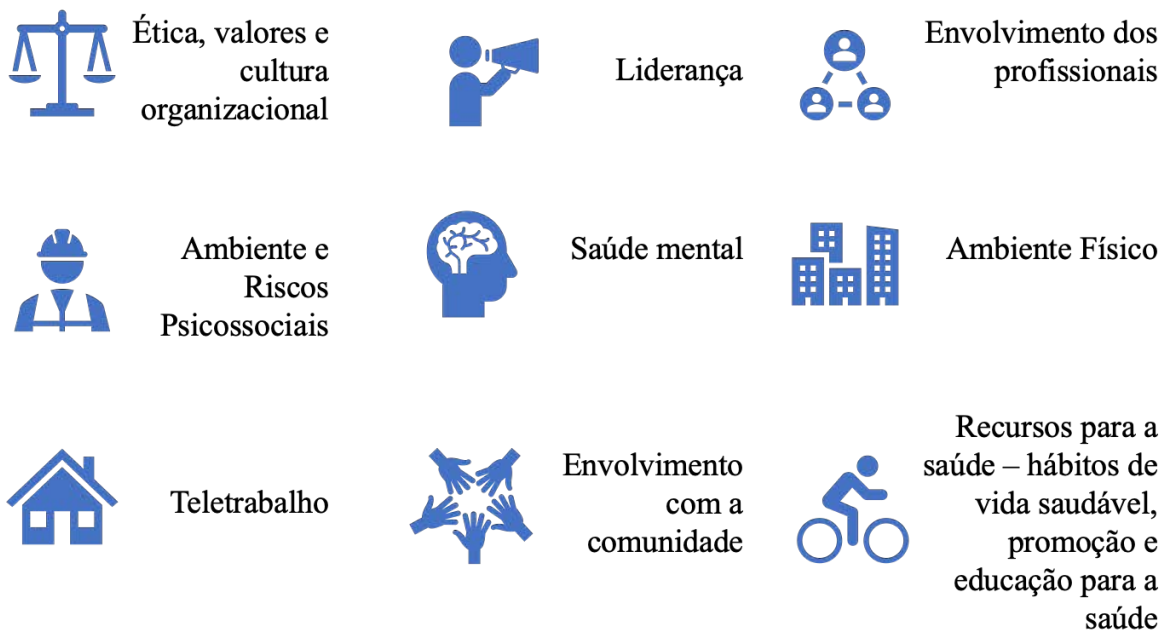 Ética, valores e
cultura
organizacional
Liderança
Envolvimento dos
profissionais
Ambiente e
Riscos
Psicossociais
Saúde mental
Ambiente Físico
Teletrabalho
Envolvimento
com a
comunidade
Recursos para a
saúde – hábitos de
vida saudável,
promoção e
educação para a
saúde